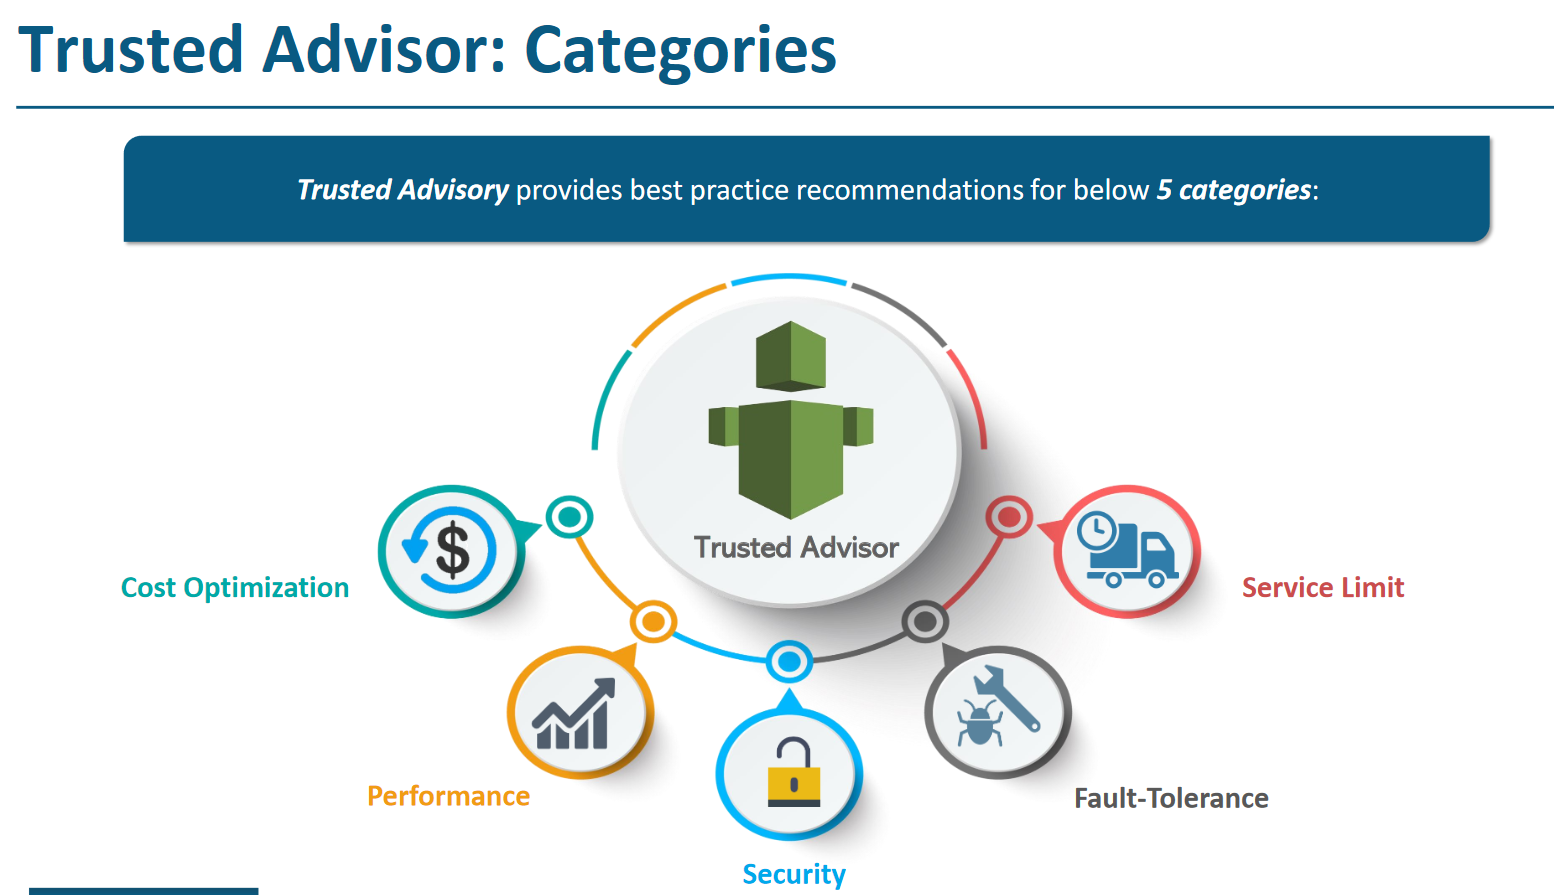 Trusted Advisor: Categories
Trusted Advisory provides best practice recommendations for below 5 categories:
Trusted Advisor
Cost Optimization
Service Limit
Performance
Fault-Tolerance
Security